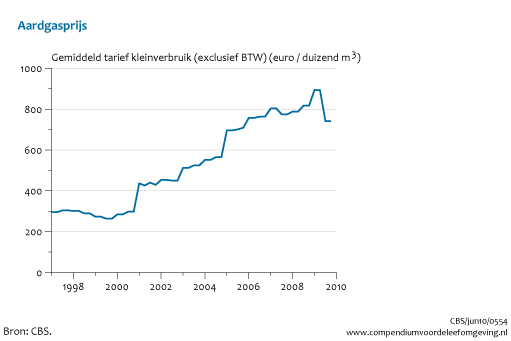 Aardgasprijs
Gemiddeld tarief kleinverbruik (exclusief BTW) (euro / duizend m³)
1000
800
600
400
200
0
1998 2000 2002 2004 2006 2008 2010
CBS/jun10/0554
Bron: CBS.
www.compendiumvoordeleefomgeving.nl